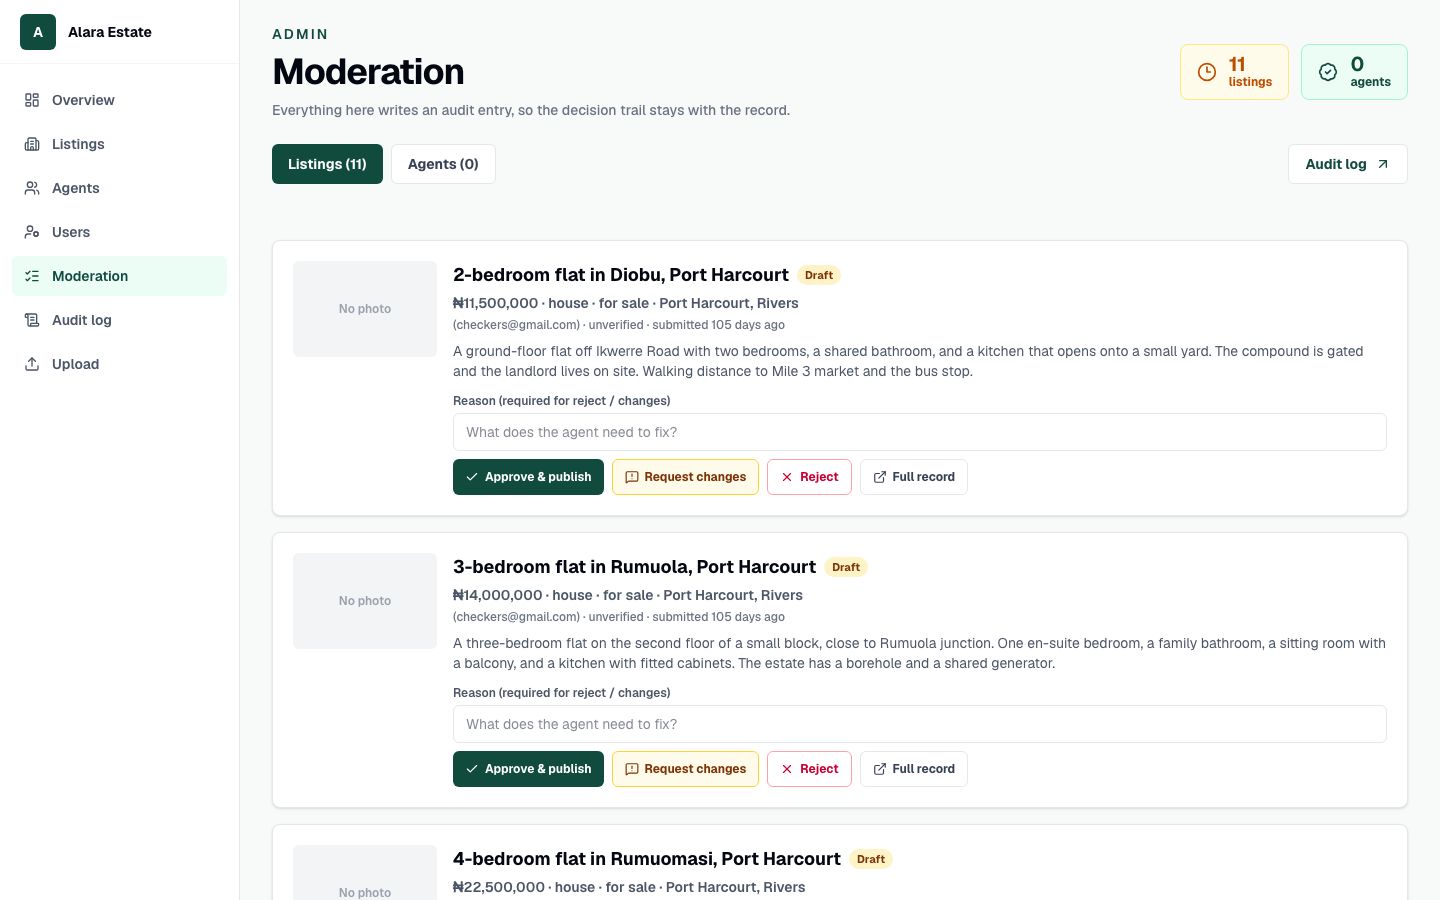 A
Alara Estate
Overview
Listings
Agents
Users
Moderation
Audit log
Upload
ADMIN
Moderation
Everything here writes an audit entry, so the decision trail stays with the record.
11
listings
0
agents
Listings (11)
Agents (0)
Audit log
No photo
2-bedroom flat in Diobu, Port Harcourt
Draft
₦11,500,000 · house · for sale · Port Harcourt, Rivers
(checkers@gmail.com) · unverified · submitted 105 days ago
A ground-floor flat off Ikwerre Road with two bedrooms, a shared bathroom, and a kitchen that opens onto a small yard. The compound is gated
and the landlord lives on site. Walking distance to Mile 3 market and the bus stop.
Reason (required for reject / changes)
What does the agent need to fix?
Approve & publish
Request changes
Reject
Full record
No photo
3-bedroom flat in Rumuola, Port Harcourt
Draft
₦14,000,000 · house · for sale · Port Harcourt, Rivers
(checkers@gmail.com) · unverified · submitted 105 days ago
A three-bedroom flat on the second floor of a small block, close to Rumuola junction. One en-suite bedroom, a family bathroom, a sitting room with
a balcony, and a kitchen with fitted cabinets. The estate has a borehole and a shared generator.
Reason (required for reject / changes)
What does the agent need to fix?
Approve & publish
Request changes
Reject
Full record
No photo
4-bedroom flat in Rumuomasi, Port Harcourt
Draft
₦22,500,000 · house · for sale · Port Harcourt, Rivers